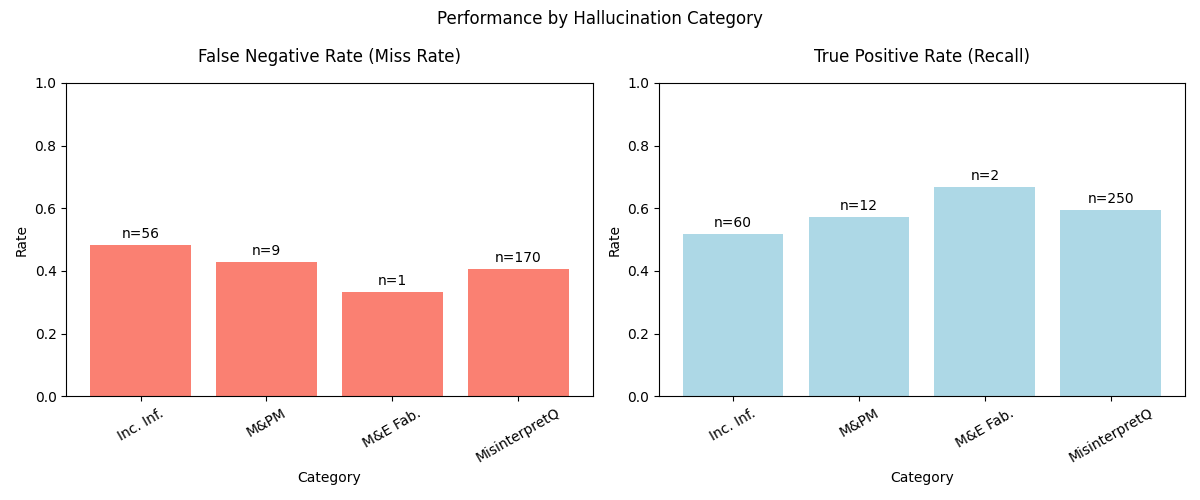 Performance by Hallucination Category
False Negative Rate (Miss Rate)
1.0
0.8
0.6
0.4
0.2
0.0
Rate
n=56
n=9
n=1
n=170
Inc. Inf.
M&PM
M&E Fab.
MisinterpretQ
Category
True Positive Rate (Recall)
1.0
0.8
0.6
0.4
0.2
0.0
Rate
n=60
n=12
n=2
n=250
Inc. Inf.
M&PM
M&E Fab.
MisinterpretQ
Category